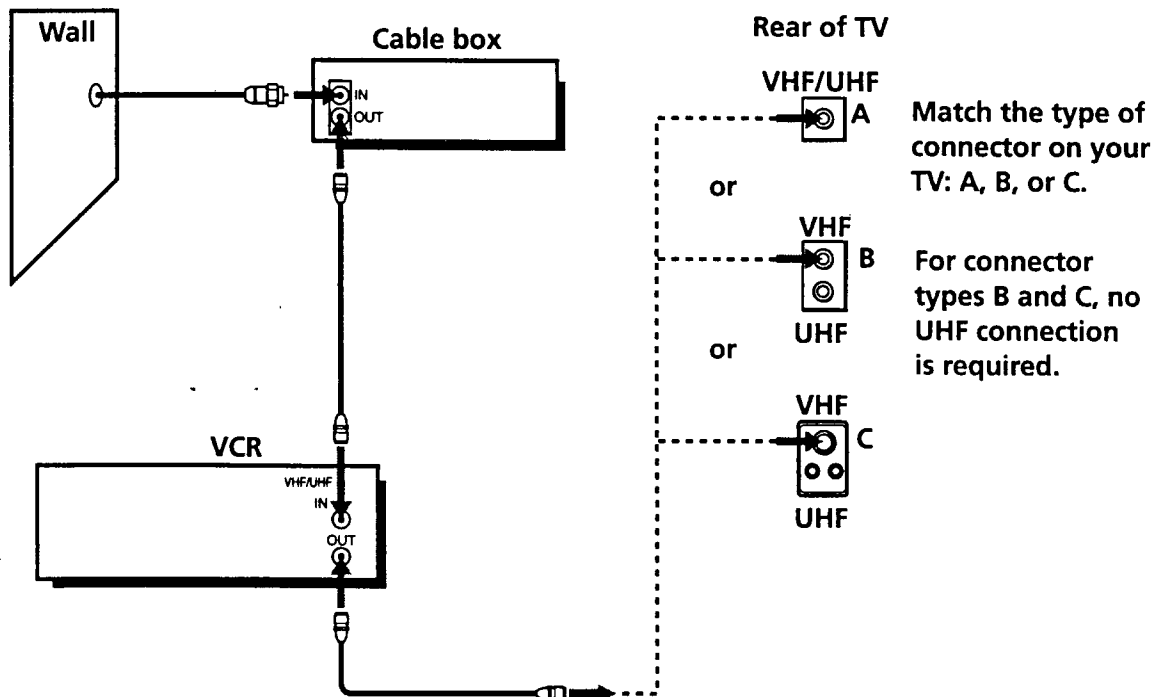 Wall
Cable box
IN
OUT
VCR
VHF/UHF
IN
OUT
Rear of TV
VHF/UHF
A
or
VHF
B
UHF
or
VHF
C
UHF
Match the type of
connector on your
TV: A, B, or C.
For connector
types B and C, no
UHF connection
is required.